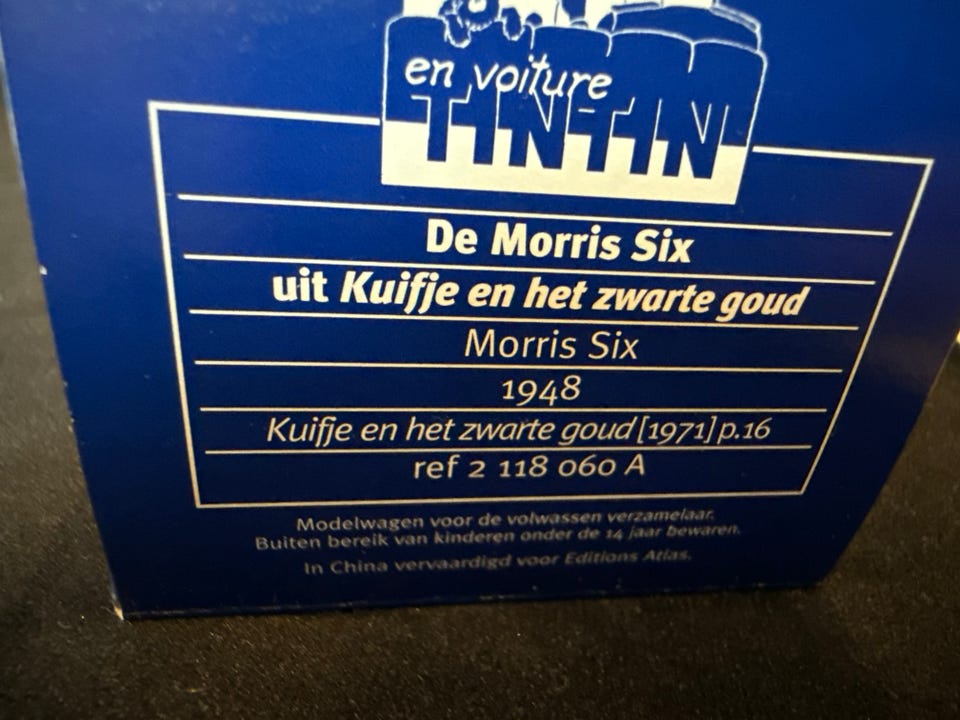 en voiture
TINTIN
De Morris Six
uit Kuifje en het zwarte goud
Morris Six
1948
Kuifje en het zwarte goud [1971] p.16
ref 2 118 060 A
Modelwagen voor de volwassen verzamelaar.
Buiten bereik van kinderen onder de 14 jaar bewaren.
In China vervaardigd voor Editions Atlas.